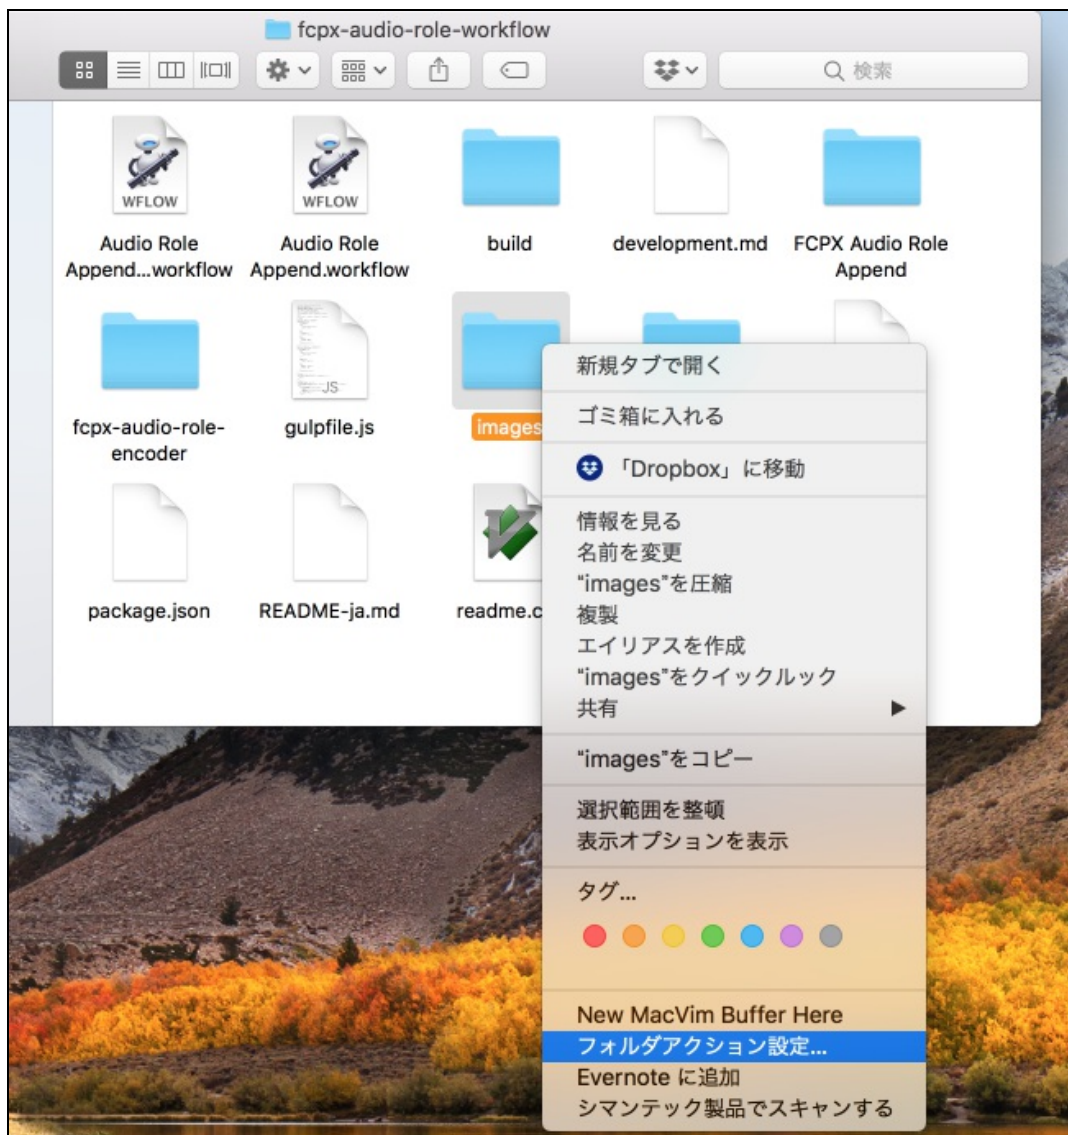 fcpx-audio-role-workflow
検索
WFLOW
WFLOW
Audio Role
Append...workflow
Audio Role
Append.workflow
build
development.md
FCPX Audio Role
Append
JS
fcpx-audio-role-
encoder
gulpfile.js
images
package.json
README-ja.md
readme.c
新規タブで開く
ゴミ箱に入れる
「Dropbox」に移動
情報を見る
名前を変更
“images”を圧縮
複製
エイリアスを作成
“images”をクイックルック
共有
“images”をコピー
選択範囲を整頓
表示オプションを表示
タグ...
New MacVim Buffer Here
フォルダアクション設定...
Evernote に追加
シマンテック製品でスキャンする